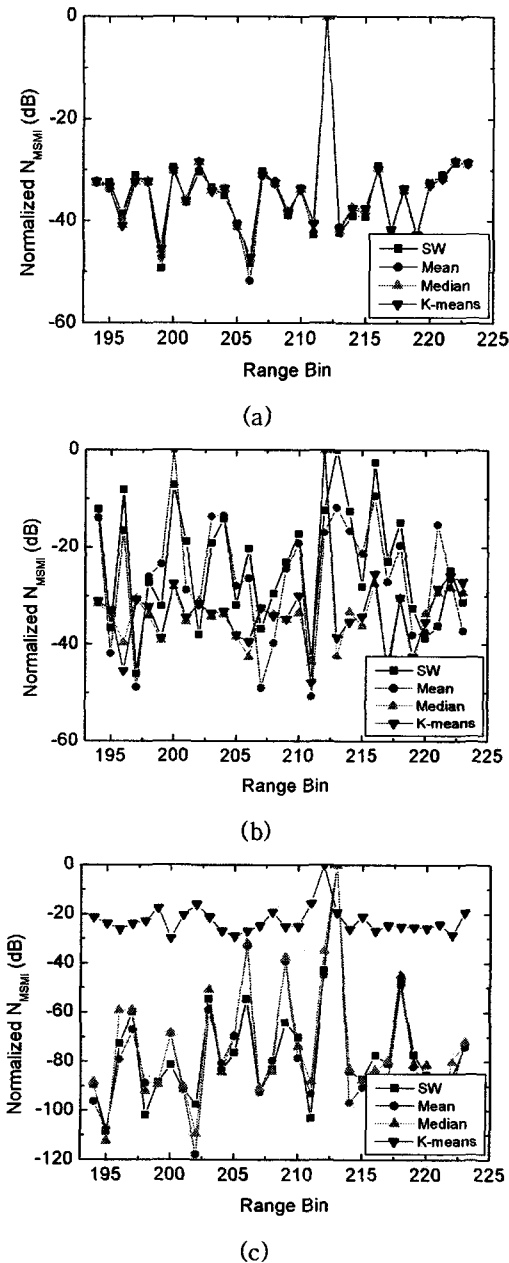 0
-20
-40
-60
Normalized N_MSMI (dB)
SW
Mean
Median
K-means
195 200 205 210 215 220 225
Range Bin
(a)
0
-20
-40
-60
Normalized N_MSMI (dB)
SW
Mean
Median
K-means
195 200 205 210 215 220 225
Range Bin
(b)
0
-20
-40
-60
-80
-100
-120
Normalized N_MSMI (dB)
SW
Mean
Median
K-means
195 200 205 210 215 220 225
Range Bin
(c)